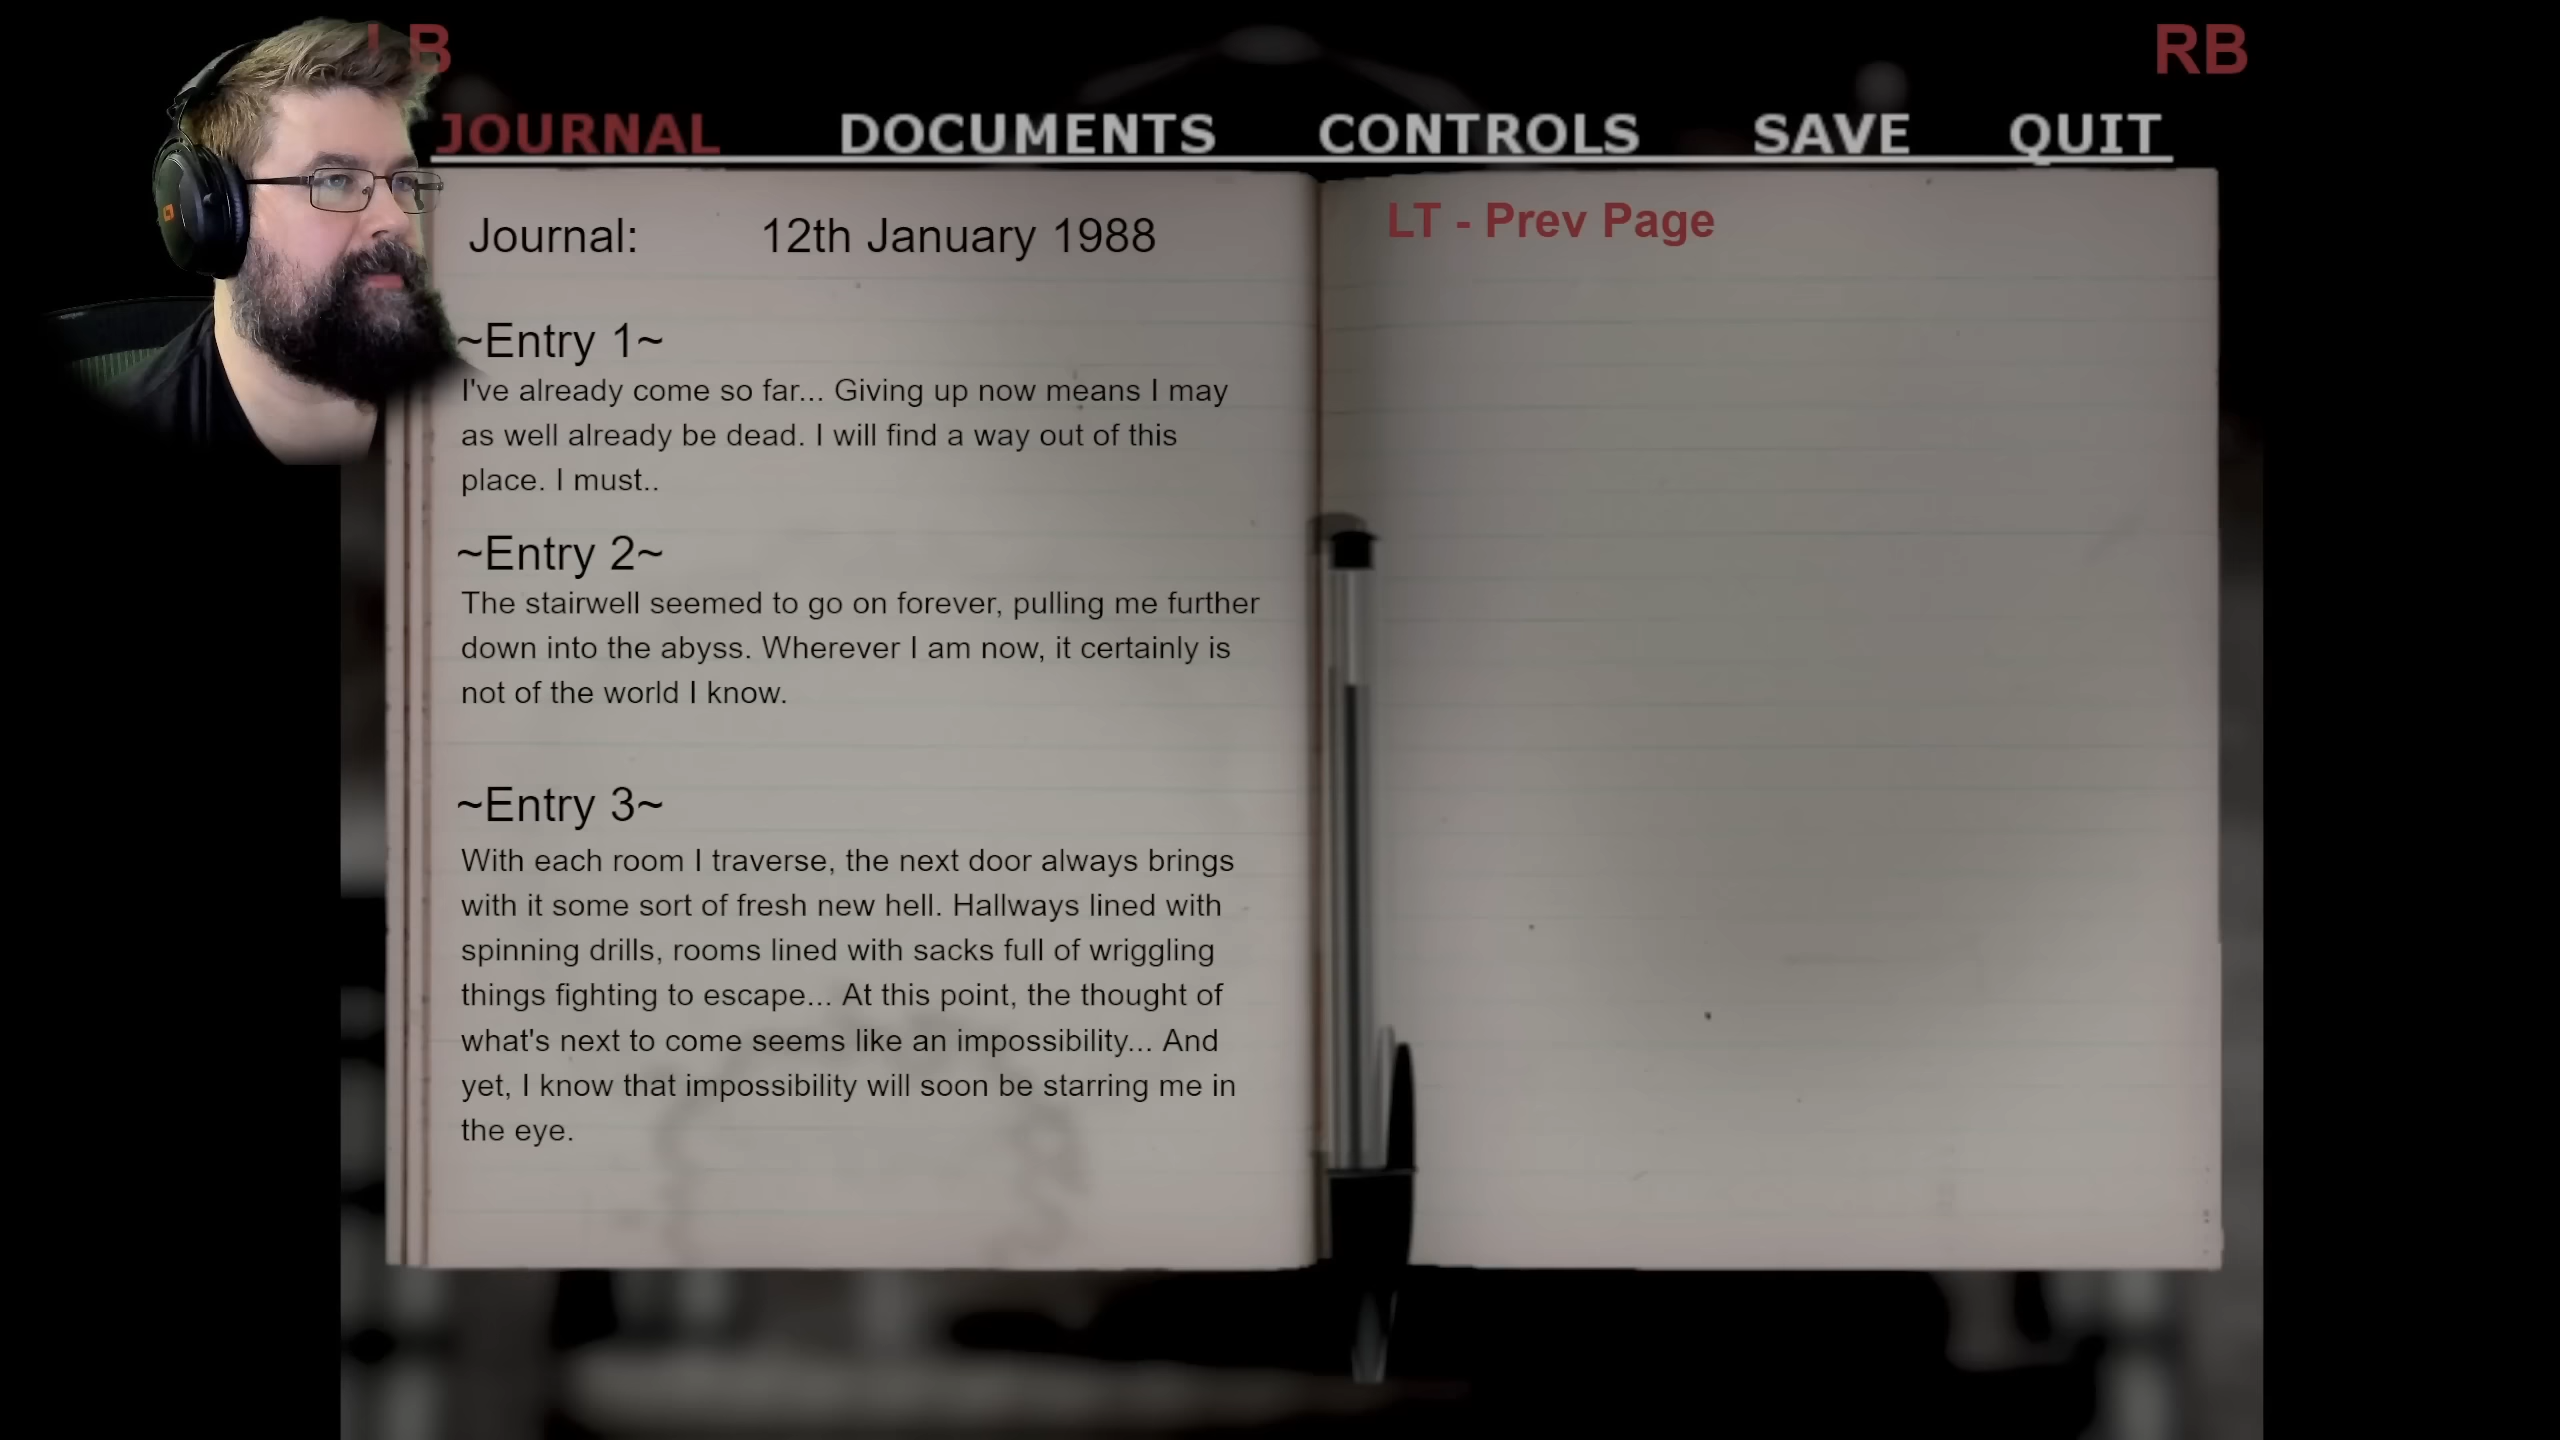 LB RB
JOURNAL DOCUMENTS CONTROLS SAVE QUIT
Journal: 12th January 1988
LT - Prev Page
~Entry 1~
I've already come so far... Giving up now means I may
as well already be dead. I will find a way out of this
place. I must..
~Entry 2~
The stairwell seemed to go on forever, pulling me further
down into the abyss. Wherever I am now, it certainly is
not of the world I know.
~Entry 3~
With each room I traverse, the next door always brings
with it some sort of fresh new hell. Hallways lined with
spinning drills, rooms lined with sacks full of wriggling
things fighting to escape... At this point, the thought of
what's next to come seems like an impossibility... And
yet, I know that impossibility will soon be starring me in
the eye.